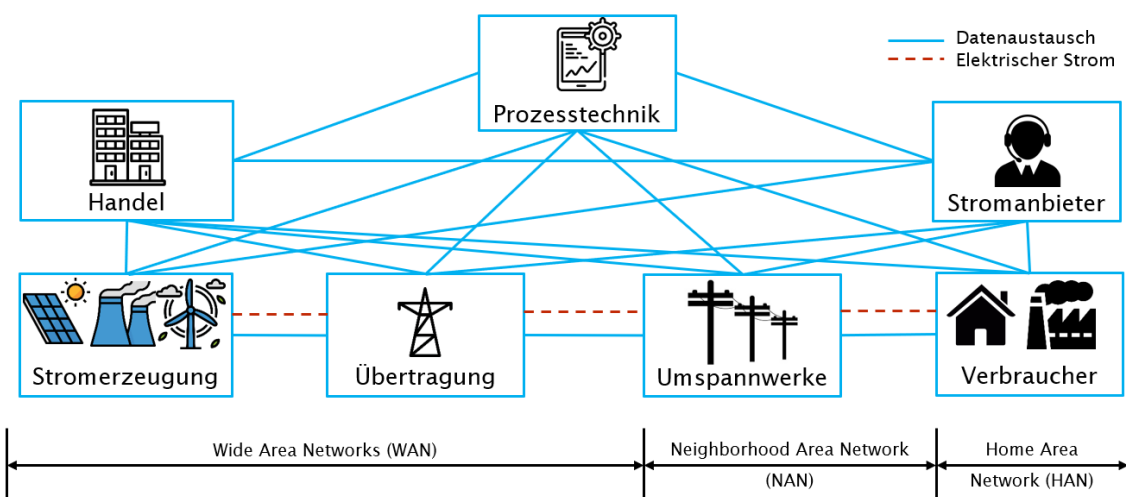 Datenaustausch
Elektrischer Strom
Prozesstechnik
Handel
Stromanbieter
Stromerzeugung
Übertragung
Umspannwerke
Verbraucher
Wide Area Networks (WAN)
Neighborhood Area Network
(NAN)
Home Area
Network (HAN)